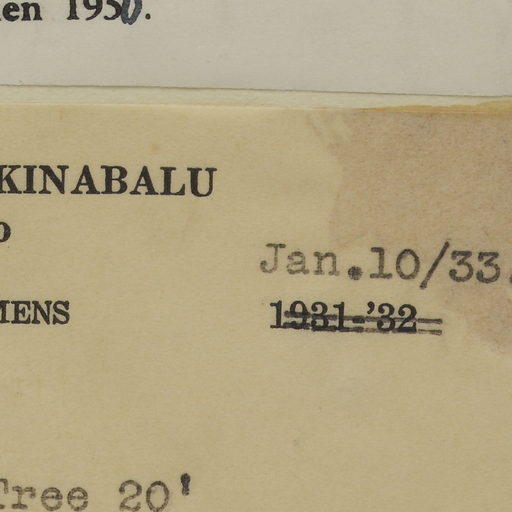 en 1950.
KINABALU
Jan.10/33.
MENS 1931-'32
Tree 20'